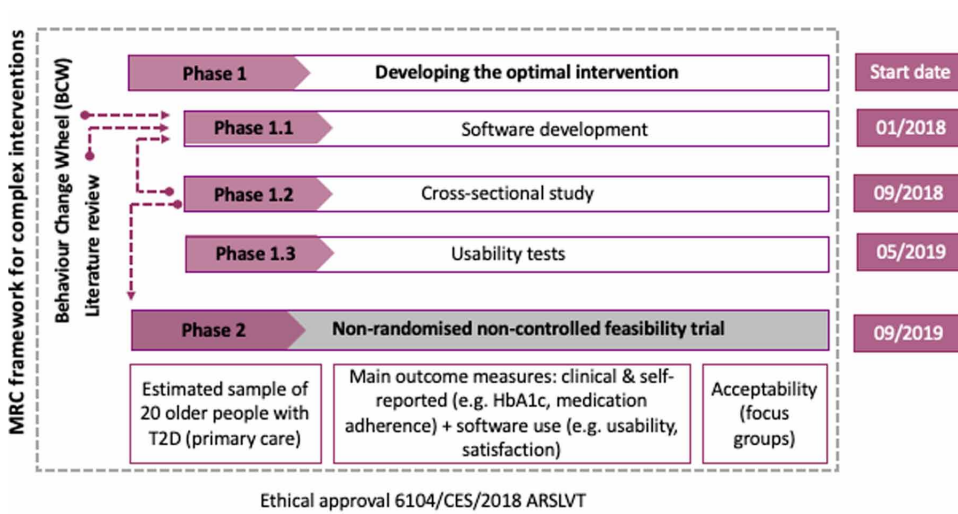 MRC framework for complex interventions
Behaviour Change Wheel (BCW)
Literature review
Phase 1
Developing the optimal intervention
Start date
Phase 1.1
Software development
01/2018
Phase 1.2
Cross-sectional study
09/2018
Phase 1.3
Usability tests
05/2019
Phase 2
Non-randomised non-controlled feasibility trial
09/2019
Estimated sample of
20 older people with
T2D (primary care)
Main outcome measures: clinical & self-
reported (e.g. HbA1c, medication
adherence) + software use (e.g. usability,
satisfaction)
Acceptability
(focus
groups)
Ethical approval 6104/CES/2018 ARSLVT